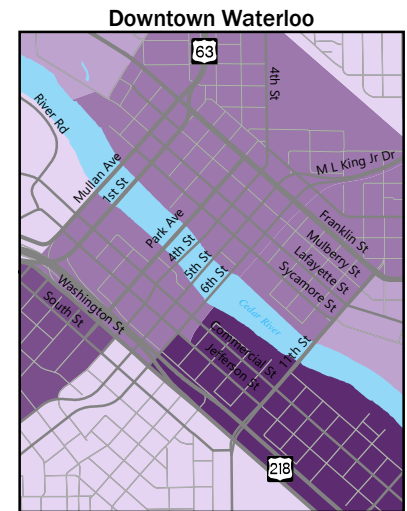 Downtown Waterloo
63
4th St
River Rd
M L King Jr Dr
Mullan Ave
1st St
Franklin St
Park Ave
Mulberry St
4th St
Lafayette St
5th St
Sycamore St
6th St
Washington St
South St
Cedar River
Commercial St
Jefferson St
11th St
218